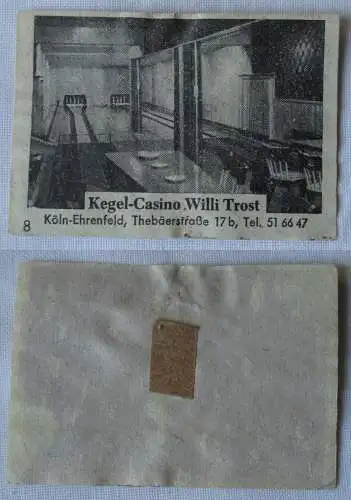 Kegel-Casino Willi Trost
8 Köln-Ehrenfeld, Thebäerstraße 17 b, Tel. 51 66 47